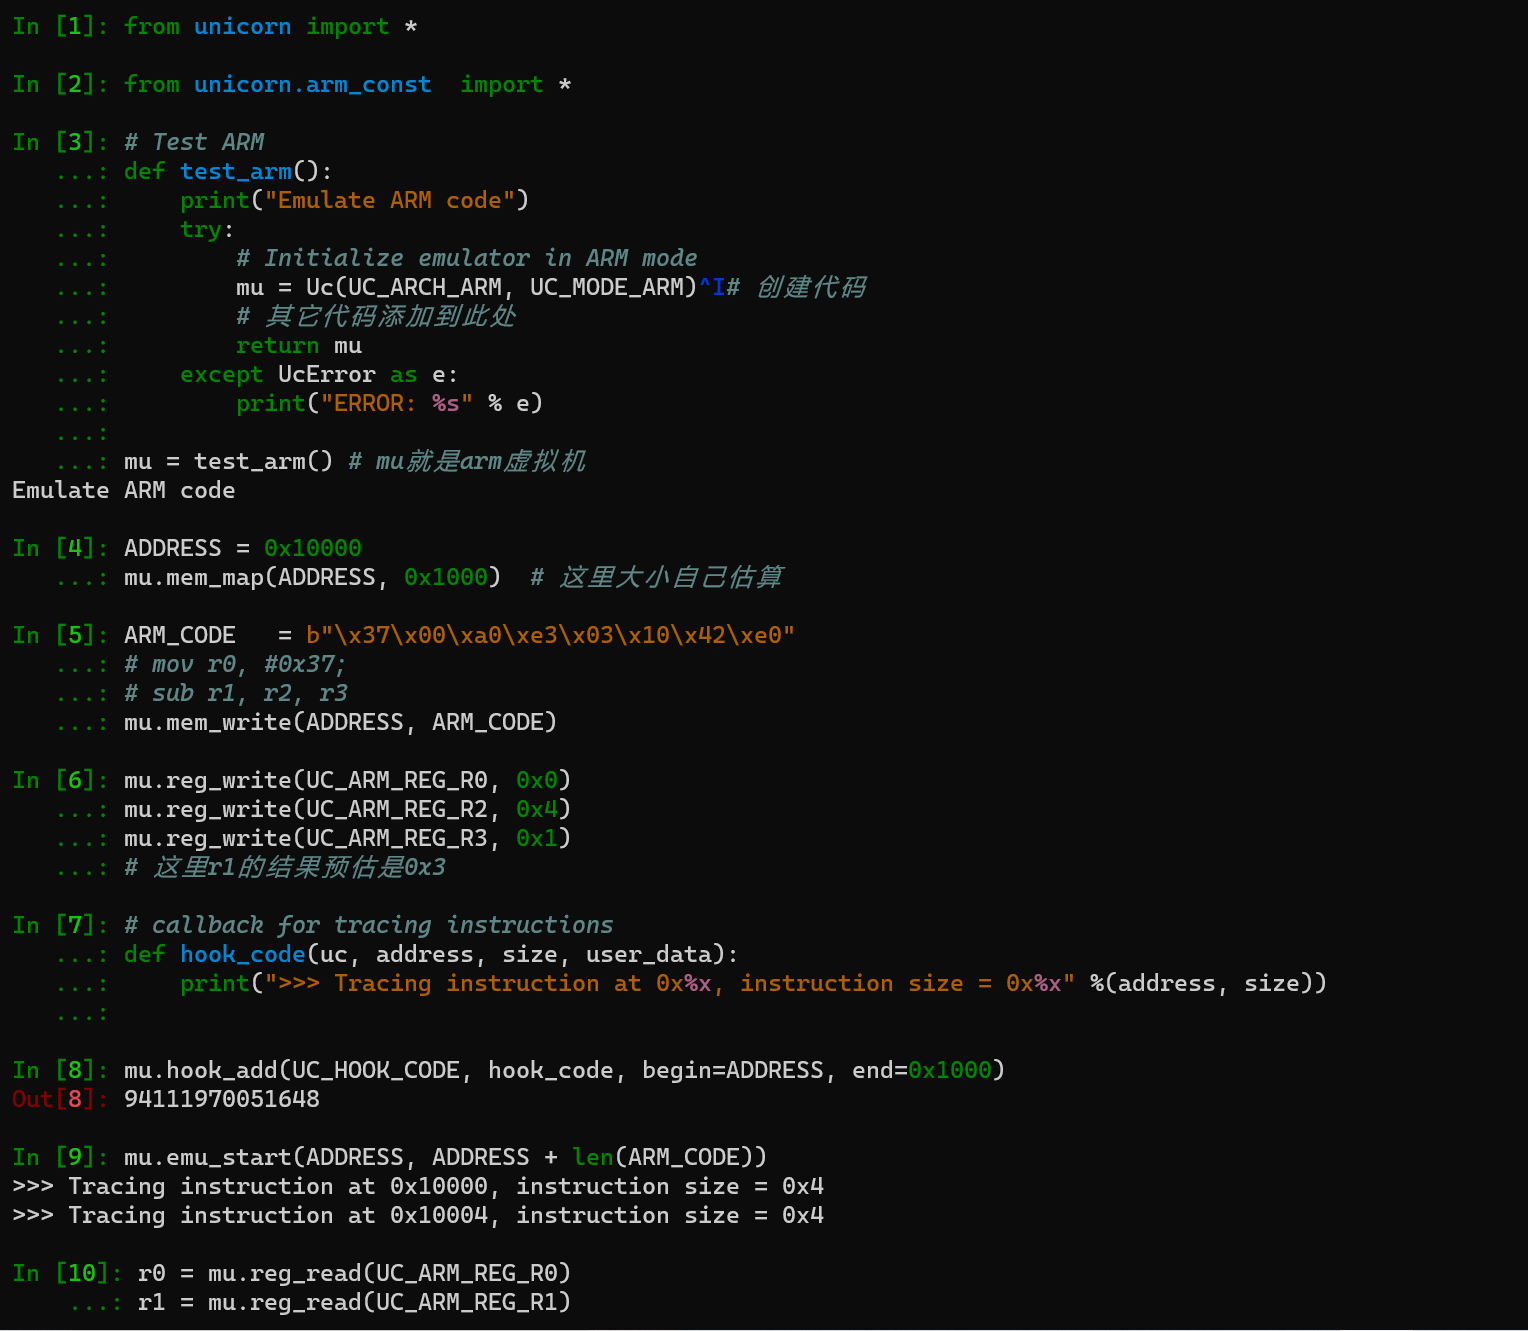 In [1]: from unicorn import *
In [2]: from unicorn.arm_const  import *
In [3]: # Test ARM
   ...: def test_arm():
   ...:     print("Emulate ARM code")
   ...:     try:
   ...:         # Initialize emulator in ARM mode
   ...:         mu = Uc(UC_ARCH_ARM, UC_MODE_ARM)^I# 创建代码
   ...:         # 其它代码添加到此处
   ...:         return mu
   ...:     except UcError as e:
   ...:         print("ERROR: %s" % e)
   ...:
   ...: mu = test_arm() # mu就是arm虚拟机
Emulate ARM code
In [4]: ADDRESS = 0x10000
   ...: mu.mem_map(ADDRESS, 0x1000)  # 这里大小自己估算
In [5]: ARM_CODE   = b"\x37\x00\xa0\xe3\x03\x10\x42\xe0"
   ...: # mov r0, #0x37;
   ...: # sub r1, r2, r3
   ...: mu.mem_write(ADDRESS, ARM_CODE)
In [6]: mu.reg_write(UC_ARM_REG_R0, 0x0)
   ...: mu.reg_write(UC_ARM_REG_R2, 0x4)
   ...: mu.reg_write(UC_ARM_REG_R3, 0x1)
   ...: # 这里r1的结果预估是0x3
In [7]: # callback for tracing instructions
   ...: def hook_code(uc, address, size, user_data):
   ...:     print(">>> Tracing instruction at 0x%x, instruction size = 0x%x" %(address, size))
   ...:
In [8]: mu.hook_add(UC_HOOK_CODE, hook_code, begin=ADDRESS, end=0x1000)
Out[8]: 94111970051648
In [9]: mu.emu_start(ADDRESS, ADDRESS + len(ARM_CODE))
>>> Tracing instruction at 0x10000, instruction size = 0x4
>>> Tracing instruction at 0x10004, instruction size = 0x4
In [10]: r0 = mu.reg_read(UC_ARM_REG_R0)
    ...: r1 = mu.reg_read(UC_ARM_REG_R1)